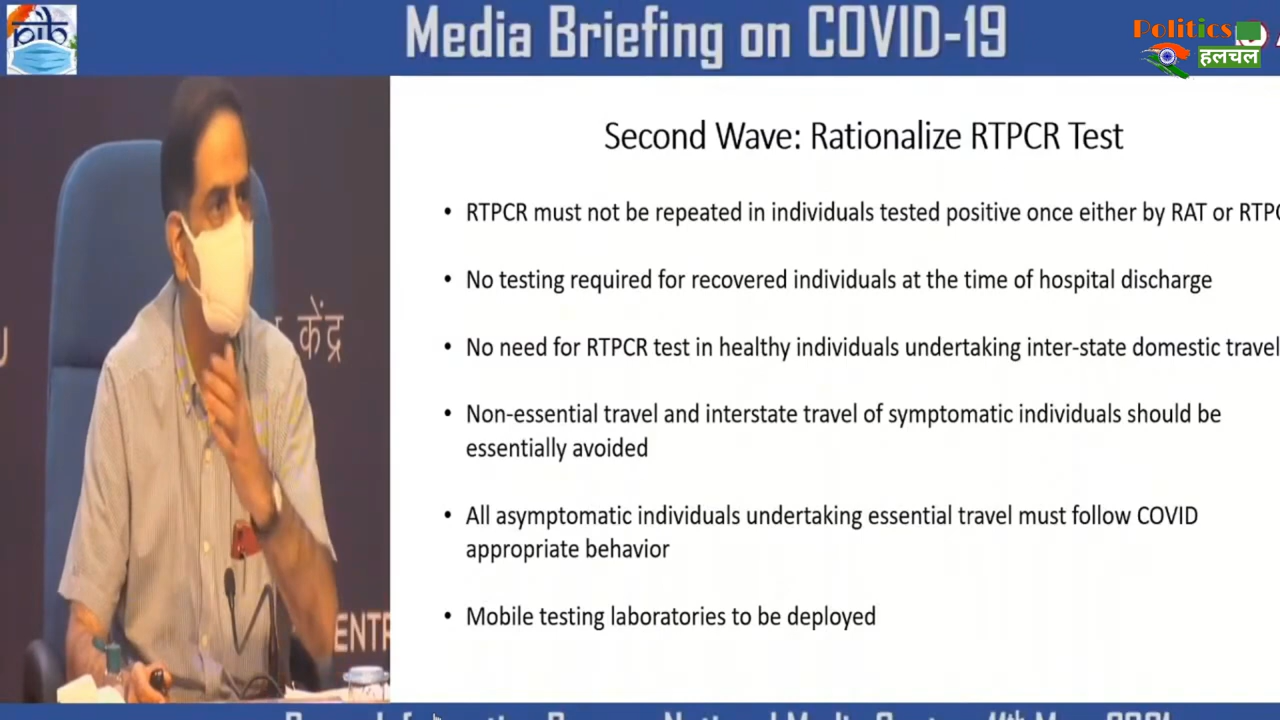 pib
Media Briefing on COVID-19
Politics
हलचल
Second Wave: Rationalize RTPCR Test
• RTPCR must not be repeated in individuals tested positive once either by RAT or RTPC
• No testing required for recovered individuals at the time of hospital discharge
• No need for RTPCR test in healthy individuals undertaking inter-state domestic travel
• Non-essential travel and interstate travel of symptomatic individuals should be
essentially avoided
• All asymptomatic individuals undertaking essential travel must follow COVID
appropriate behavior
• Mobile testing laboratories to be deployed
केंद्र
ENTR